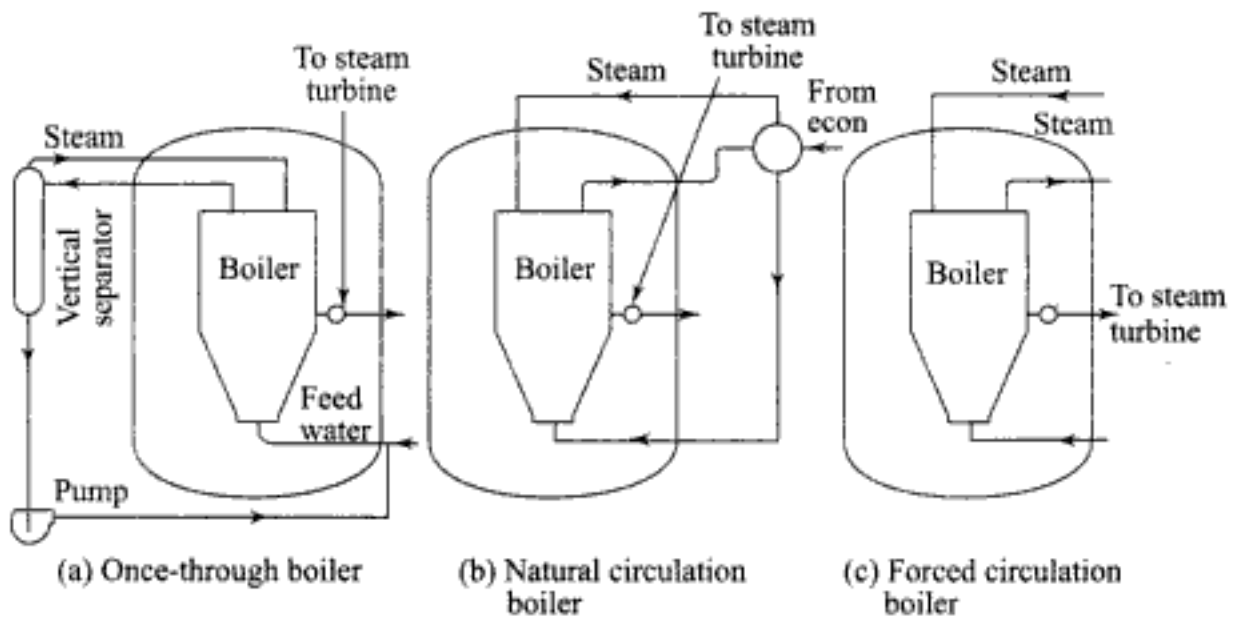 To steam
turbine
Steam
Vertical
separator
Boiler
Feed
water
Pump
(a) Once-through boiler
To steam
turbine
Steam
From
econ
Boiler
(b) Natural circulation
boiler
Steam
Steam
Boiler
To steam
turbine
(c) Forced circulation
boiler